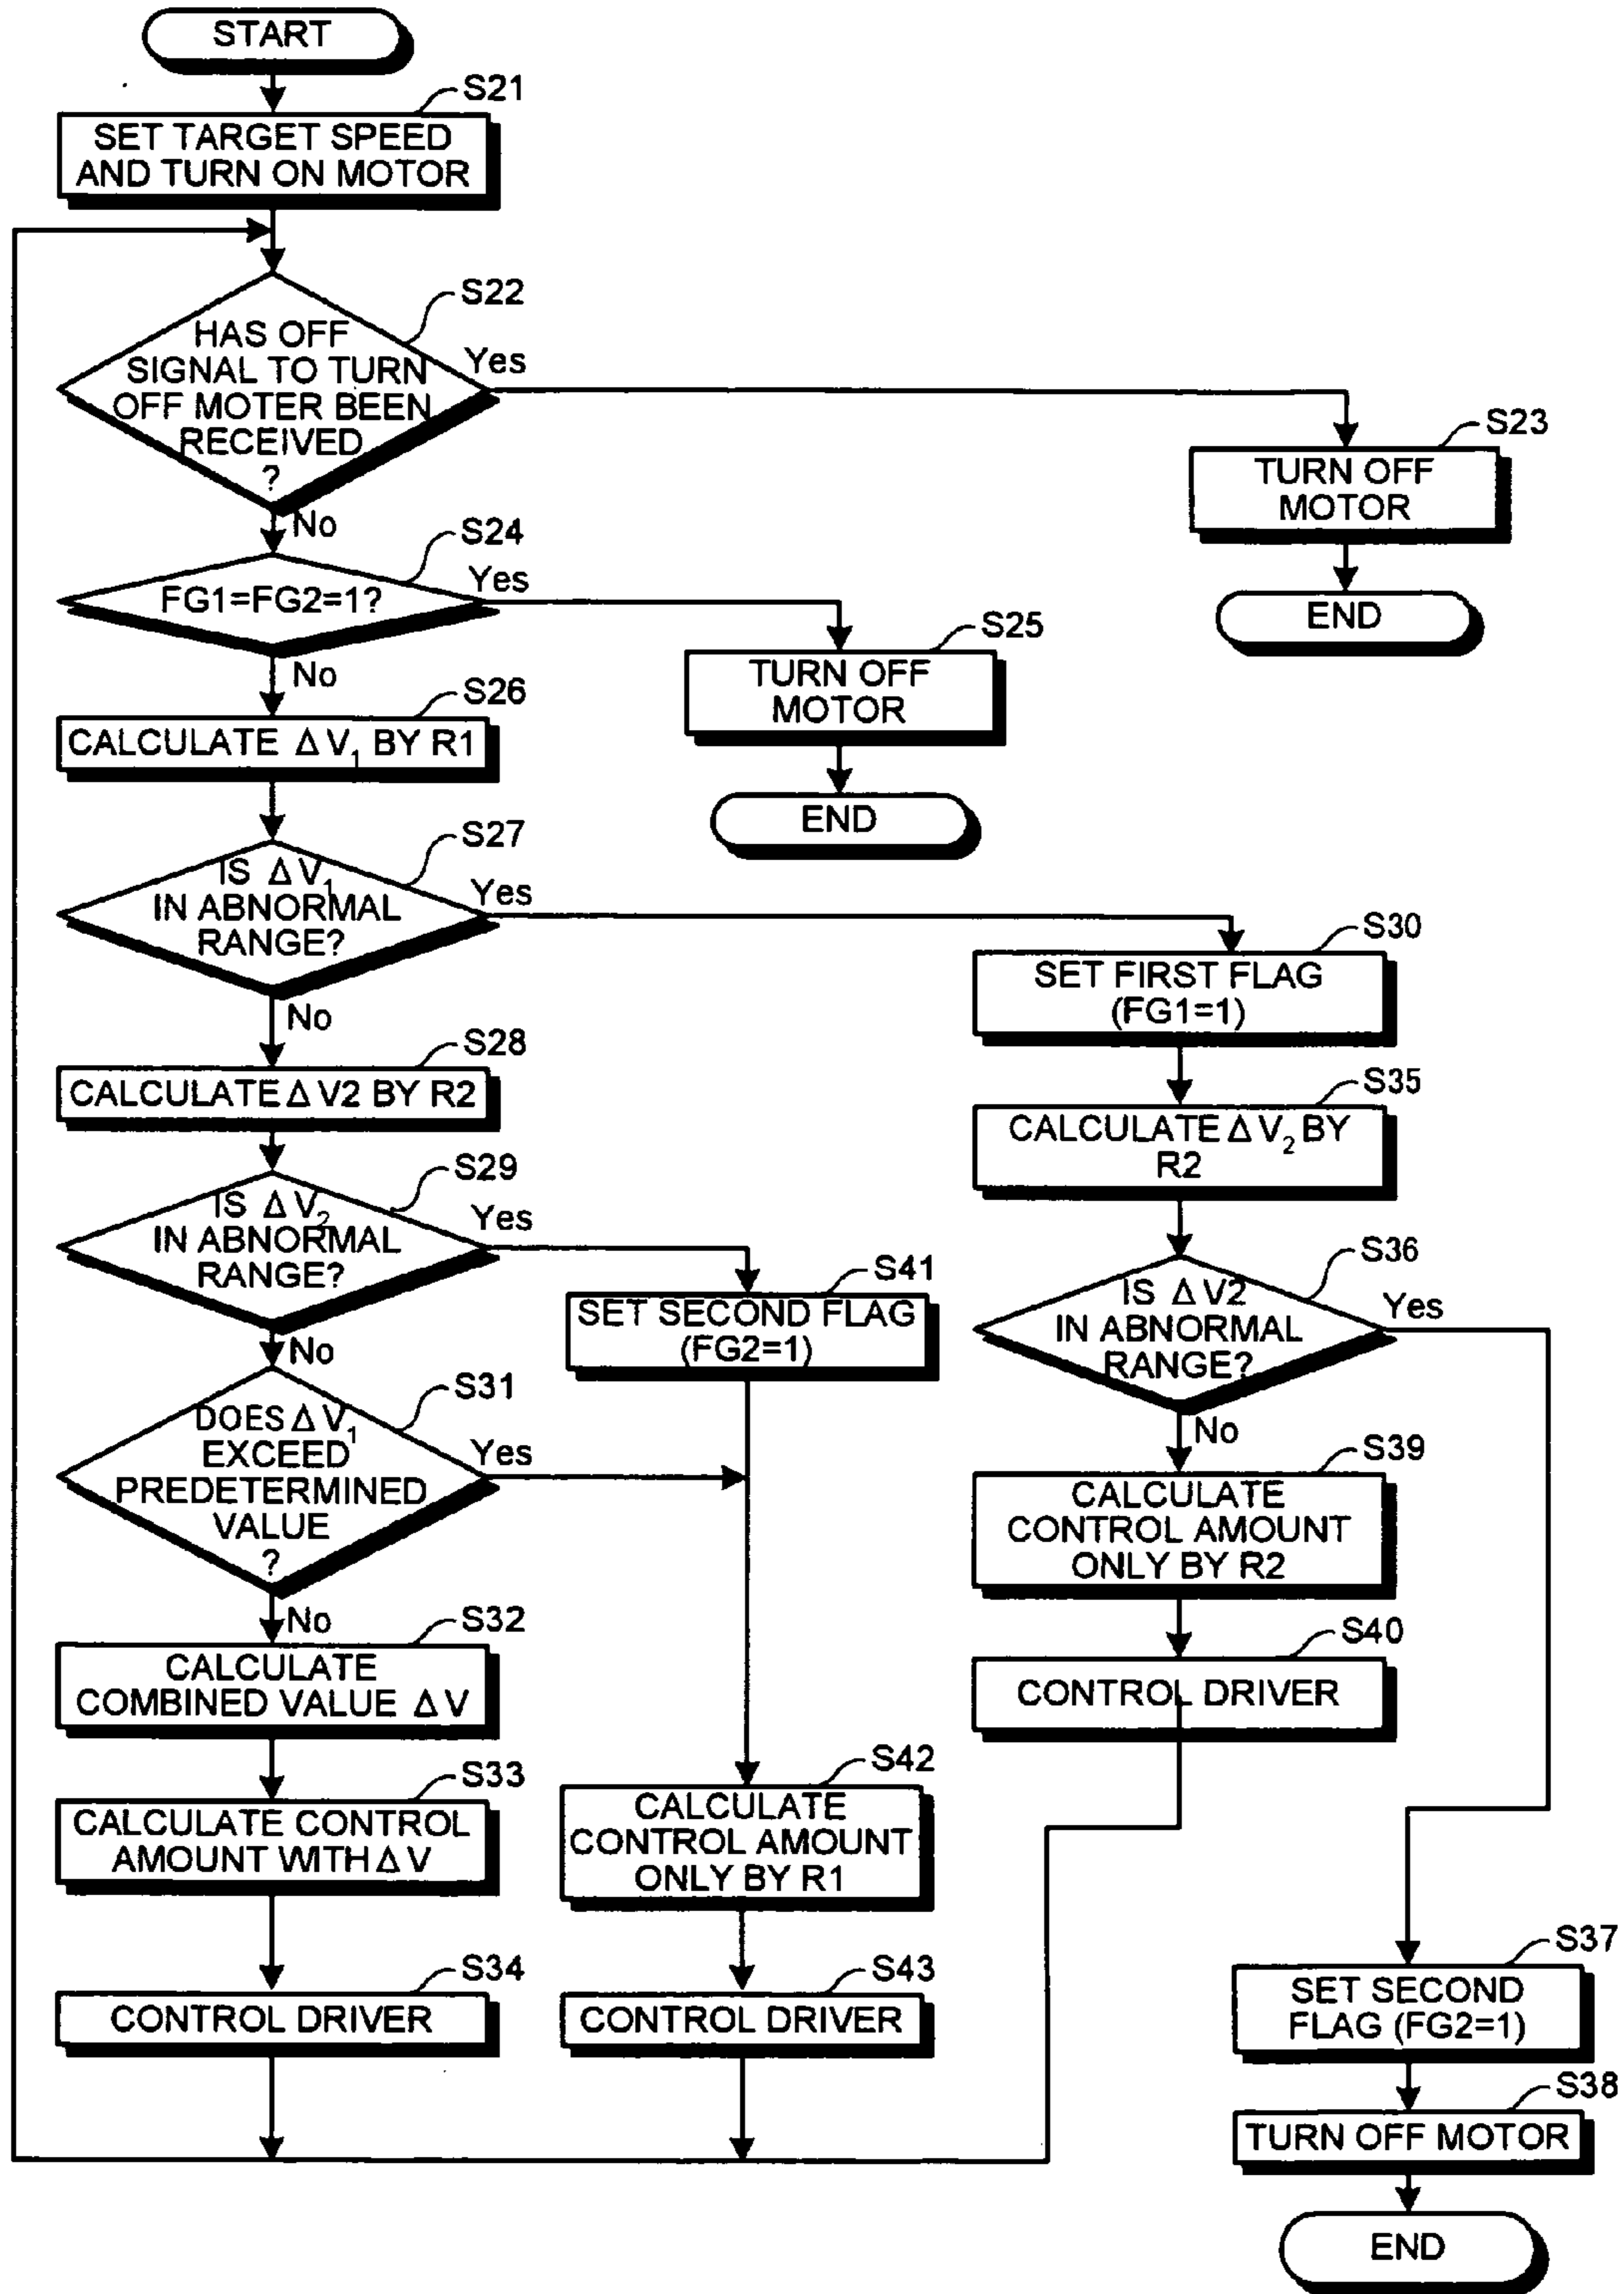 START
S21
SET TARGET SPEED
AND TURN ON MOTOR
S22
HAS OFF
SIGNAL TO TURN
OFF MOTER BEEN
RECEIVED
?
Yes
No
S23
TURN OFF
MOTOR
END
S24
FG1=FG2=1?
Yes
No
S25
TURN OFF
MOTOR
END
S26
CALCULATE ΔV₁ BY R1
S27
IS ΔV₁
IN ABNORMAL
RANGE?
Yes
No
S28
CALCULATE ΔV2 BY R2
S29
IS ΔV₂
IN ABNORMAL
RANGE?
Yes
No
S30
SET FIRST FLAG
(FG1=1)
S35
CALCULATE ΔV₂ BY
R2
S36
IS ΔV2
IN ABNORMAL
RANGE?
Yes
No
S41
SET SECOND FLAG
(FG2=1)
S31
DOES ΔV₁
EXCEED
PREDETERMINED
VALUE
?
Yes
No
S39
CALCULATE
CONTROL AMOUNT
ONLY BY R2
S40
CONTROL DRIVER
S32
CALCULATE
COMBINED VALUE ΔV
S33
CALCULATE CONTROL
AMOUNT WITH ΔV
S34
CONTROL DRIVER
S42
CALCULATE
CONTROL AMOUNT
ONLY BY R1
S43
CONTROL DRIVER
S37
SET SECOND
FLAG (FG2=1)
S38
TURN OFF MOTOR
END